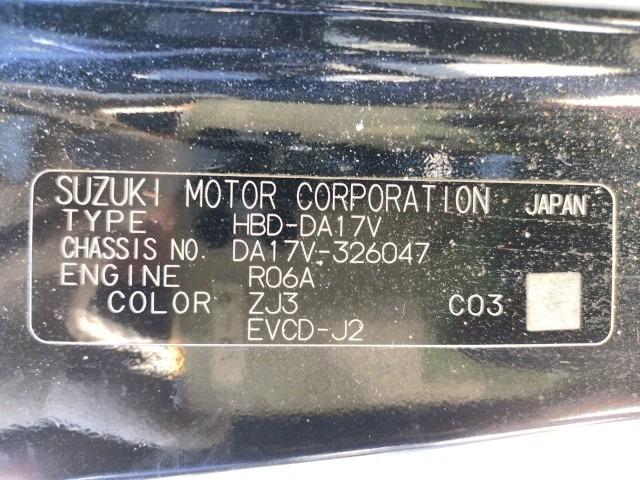 SUZUKI MOTOR CORPORATION JAPAN
TYPE HBD-DA17V
CHASSIS NO. DA17V-326047
ENGINE R06A
COLOR ZJ3 C03
EVCD-J2